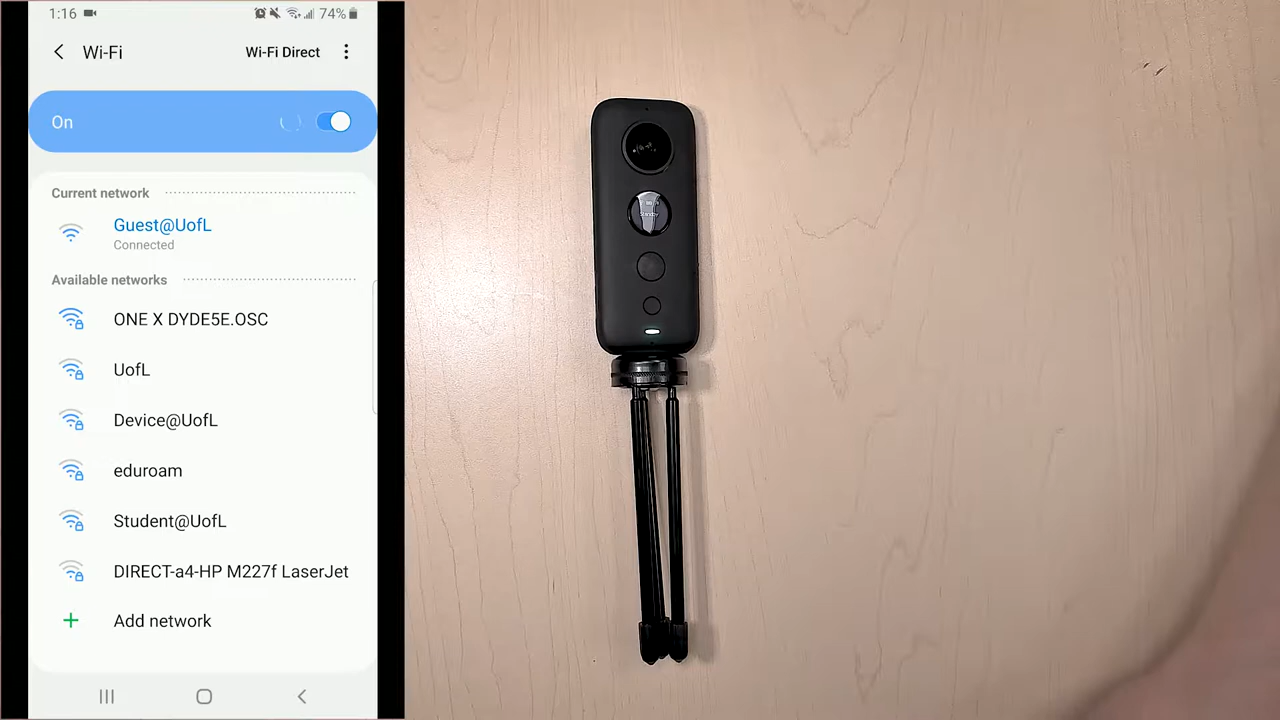 1:16 74%
Wi-Fi Wi-Fi Direct
On
Current network
Guest@UofL
Connected
Available networks
ONE X DYDE5E.OSC
UofL
Device@UofL
eduroam
Student@UofL
DIRECT-a4-HP M227f LaserJet
Add network
Standby